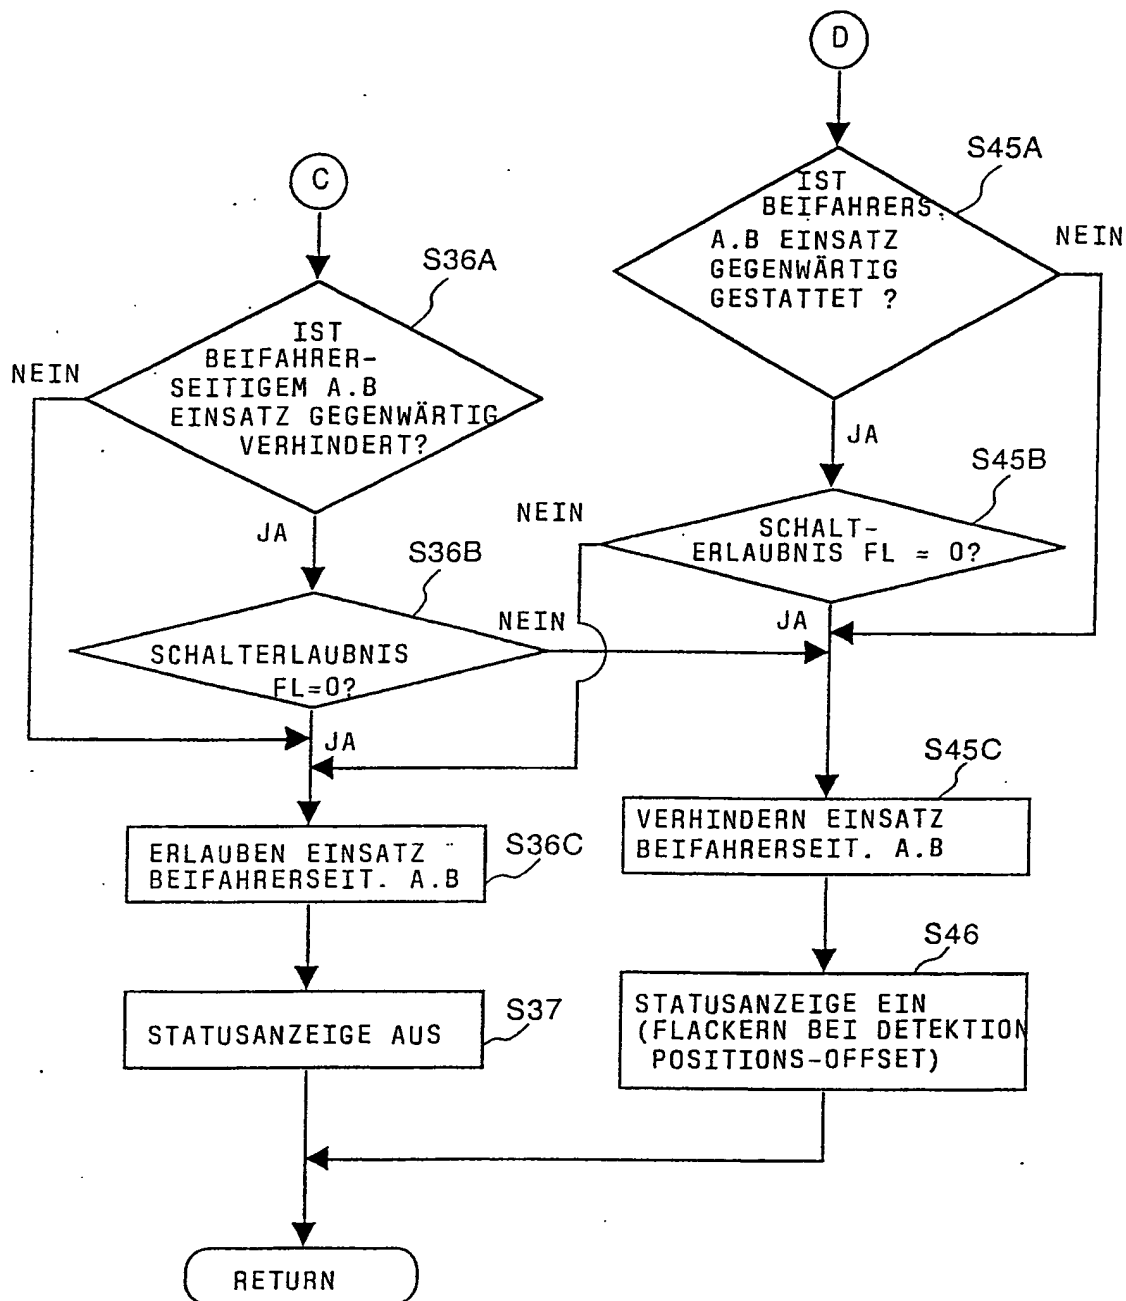 D
S45A
IST
BEIFAHRERS.
A.B EINSATZ
GEGENWÄRTIG
GESTATTET ?
NEIN
JA
C
S36A
IST
BEIFAHRER-
SEITIGEM A.B
EINSATZ GEGENWÄRTIG
VERHINDERT?
NEIN
JA
S45B
SCHALT-
ERLAUBNIS FL = 0?
NEIN
JA
S36B
SCHALTERLAUBNIS
FL=0?
NEIN
JA
S36C
ERLAUBEN EINSATZ
BEIFAHRERSEIT. A.B
S45C
VERHINDERN EINSATZ
BEIFAHRERSEIT. A.B
S37
STATUSANZEIGE AUS
S46
STATUSANZEIGE EIN
(FLACKERN BEI DETEKTION
POSITIONS-OFFSET)
RETURN